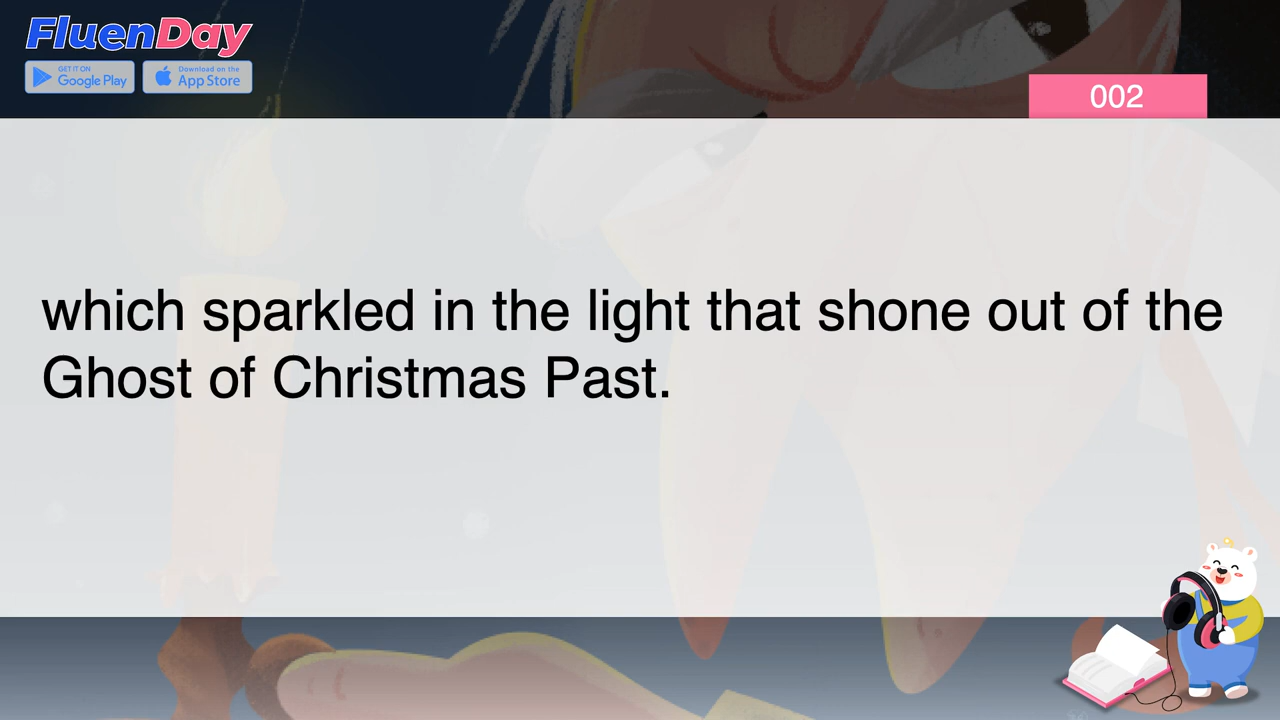 FluenDay
GET IT ON
Google Play
Download on the
App Store
002
which sparkled in the light that shone out of the
Ghost of Christmas Past.